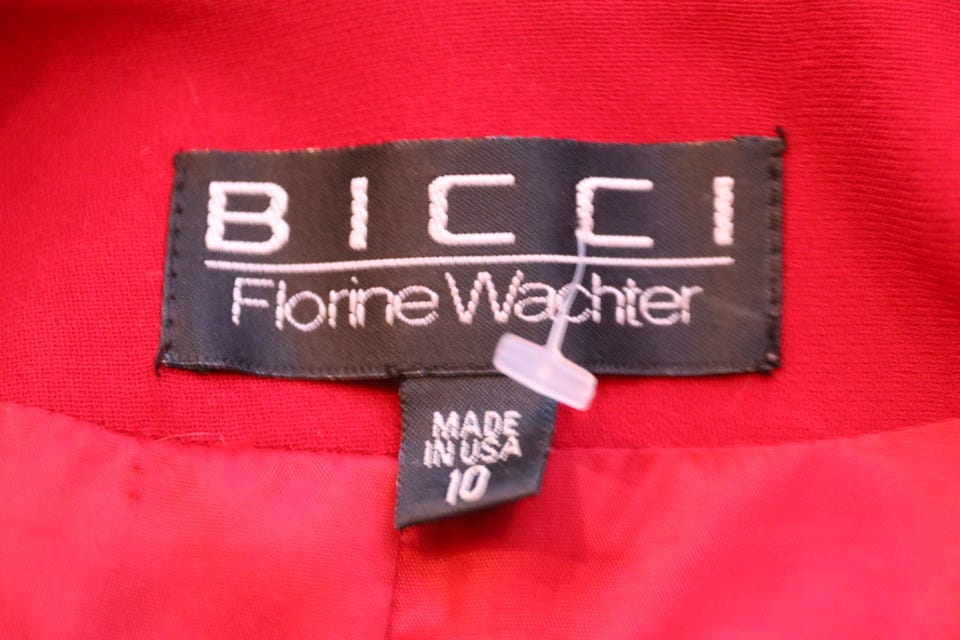 BICCI
Florine Wachter
MADE
IN USA
10